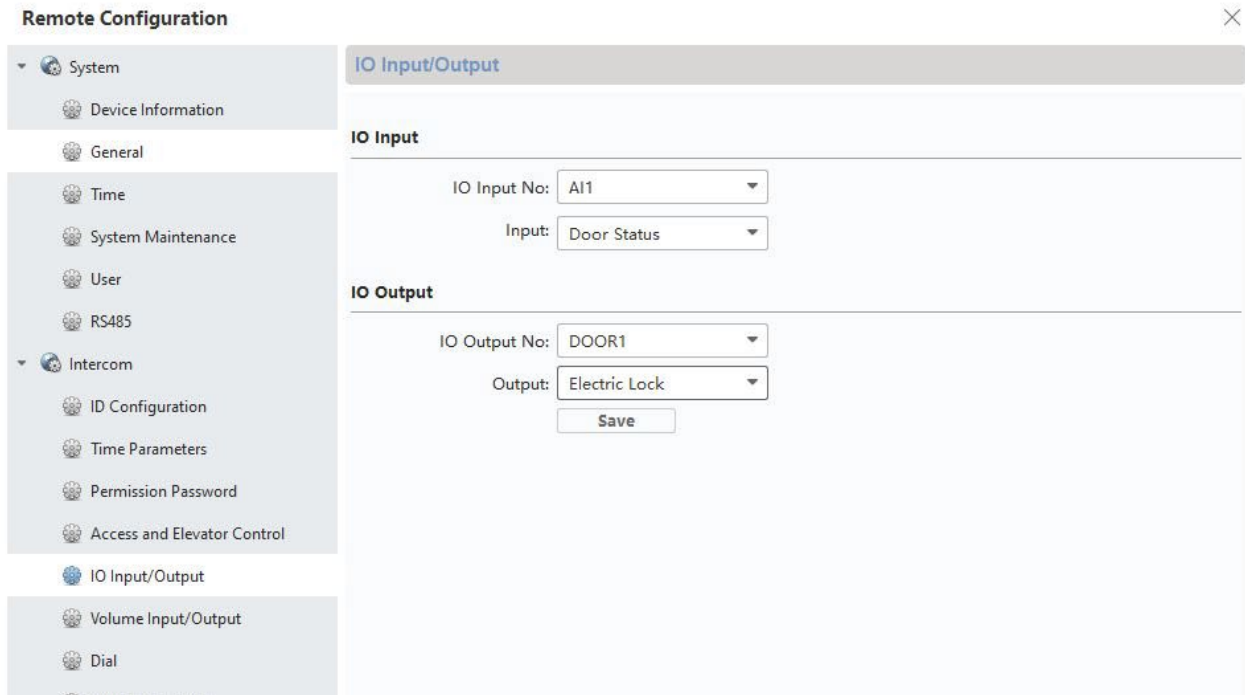 Remote Configuration
System
Device Information
General
Time
System Maintenance
User
RS485
Intercom
ID Configuration
Time Parameters
Permission Password
Access and Elevator Control
IO Input/Output
Volume Input/Output
Dial
IO Input/Output
IO Input
IO Input No: AI1
Input: Door Status
IO Output
IO Output No: DOOR1
Output: Electric Lock
Save